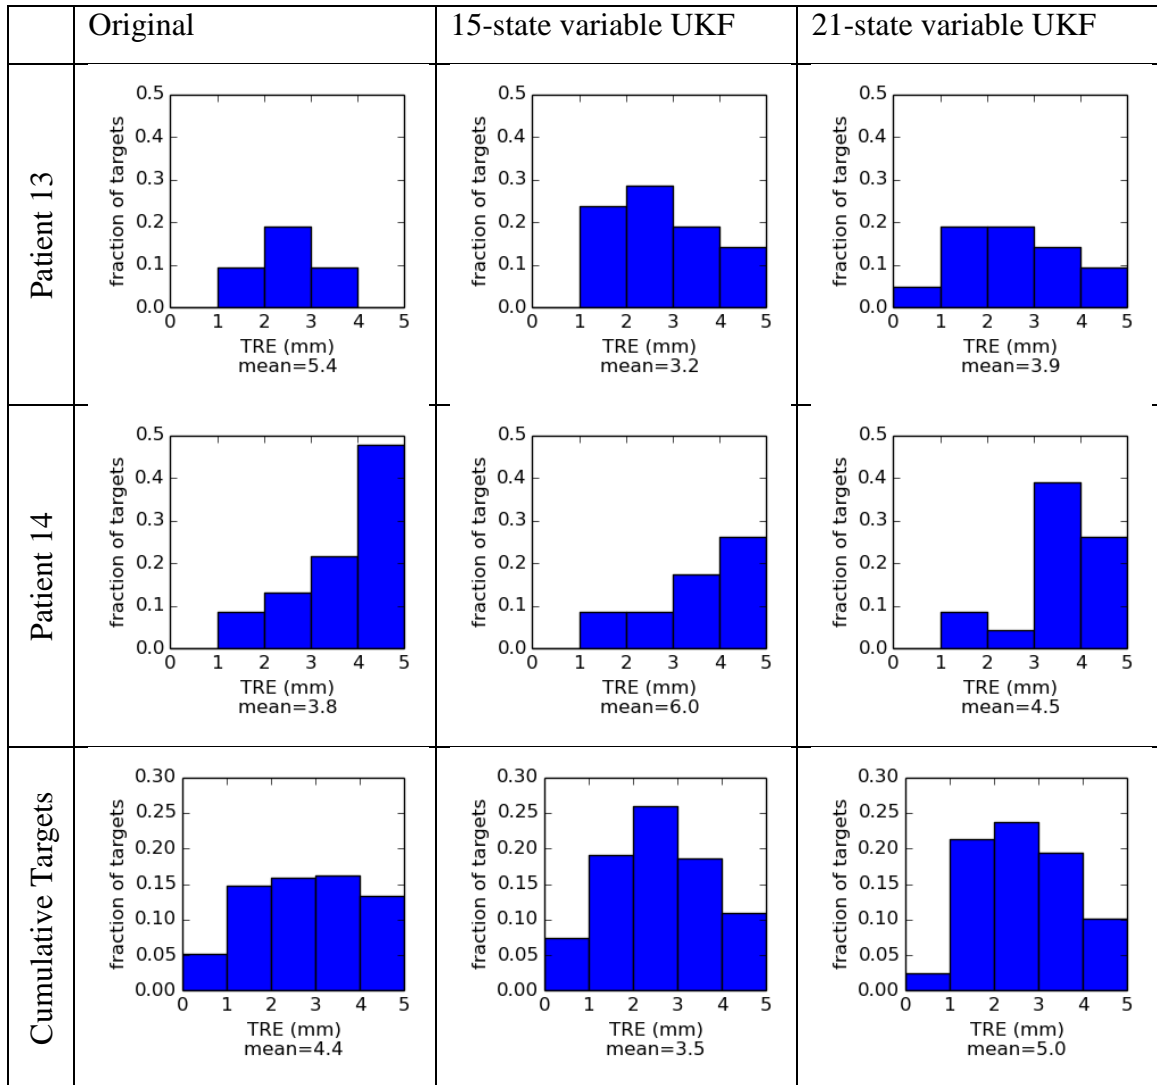 Original
15-state variable UKF
21-state variable UKF
Patient 13
fraction of targets
0.5
0.4
0.3
0.2
0.1
0.0
0 1 2 3 4 5
TRE (mm)
mean=5.4
fraction of targets
0.5
0.4
0.3
0.2
0.1
0.0
0 1 2 3 4 5
TRE (mm)
mean=3.2
fraction of targets
0.5
0.4
0.3
0.2
0.1
0.0
0 1 2 3 4 5
TRE (mm)
mean=3.9
Patient 14
fraction of targets
0.5
0.4
0.3
0.2
0.1
0.0
0 1 2 3 4 5
TRE (mm)
mean=3.8
fraction of targets
0.5
0.4
0.3
0.2
0.1
0.0
0 1 2 3 4 5
TRE (mm)
mean=6.0
fraction of targets
0.5
0.4
0.3
0.2
0.1
0.0
0 1 2 3 4 5
TRE (mm)
mean=4.5
Cumulative Targets
fraction of targets
0.30
0.25
0.20
0.15
0.10
0.05
0.00
0 1 2 3 4 5
TRE (mm)
mean=4.4
fraction of targets
0.30
0.25
0.20
0.15
0.10
0.05
0.00
0 1 2 3 4 5
TRE (mm)
mean=3.5
fraction of targets
0.30
0.25
0.20
0.15
0.10
0.05
0.00
0 1 2 3 4 5
TRE (mm)
mean=5.0